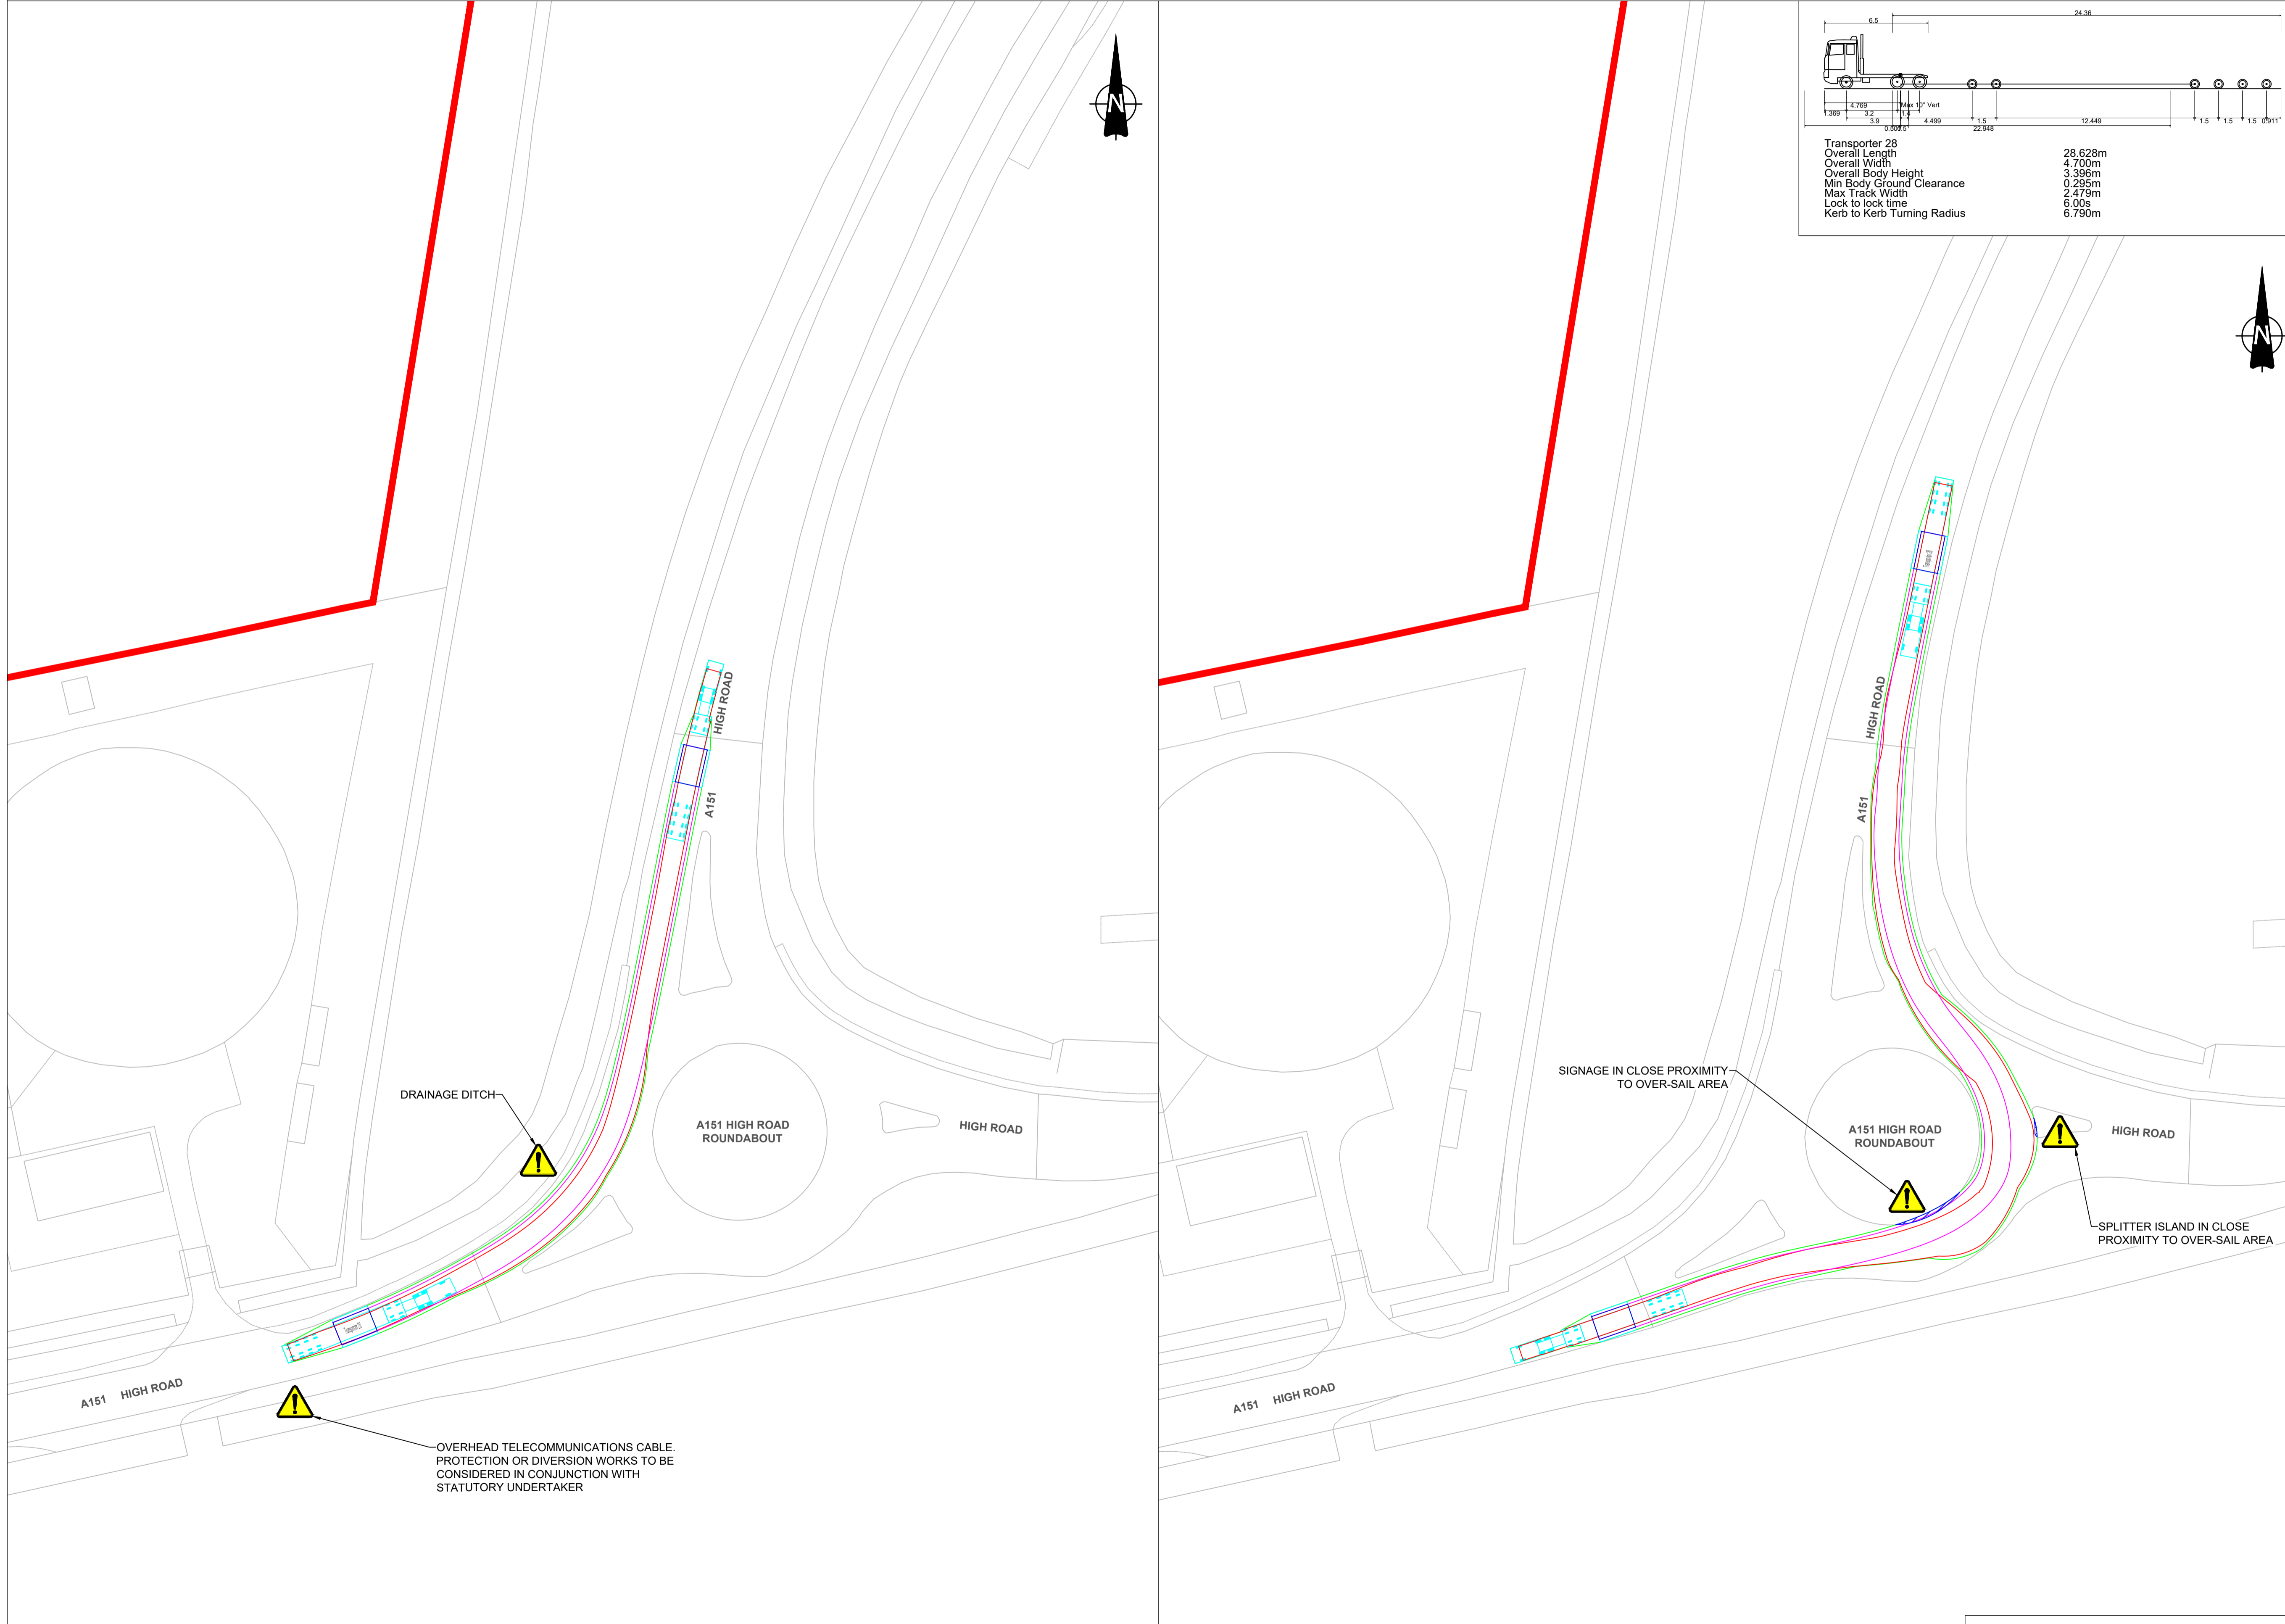 N
HIGH ROAD
A151
DRAINAGE DITCH
A151 HIGH ROAD
ROUNDABOUT
HIGH ROAD
Transporter 28
A151 HIGH ROAD
OVERHEAD TELECOMMUNICATIONS CABLE.
PROTECTION OR DIVERSION WORKS TO BE
CONSIDERED IN CONJUNCTION WITH
STATUTORY UNDERTAKER
24.36
6.5
4.769
Max 10° Vert
1.369
3.2
1.4
3.9
4.499
1.5
12.449
1.5
1.5
1.5
0.911
22.948
Transporter 28
Overall Length 28.628m
Overall Width 4.700m
Overall Body Height 3.396m
Min Body Ground Clearance 0.295m
Max Track Width 2.479m
Lock to lock time 6.00s
Kerb to Kerb Turning Radius 6.790m
N
Transporter 28
HIGH ROAD
A151
SIGNAGE IN CLOSE PROXIMITY
TO OVER-SAIL AREA
A151 HIGH ROAD
ROUNDABOUT
HIGH ROAD
SPLITTER ISLAND IN CLOSE
PROXIMITY TO OVER-SAIL AREA
A151 HIGH ROAD